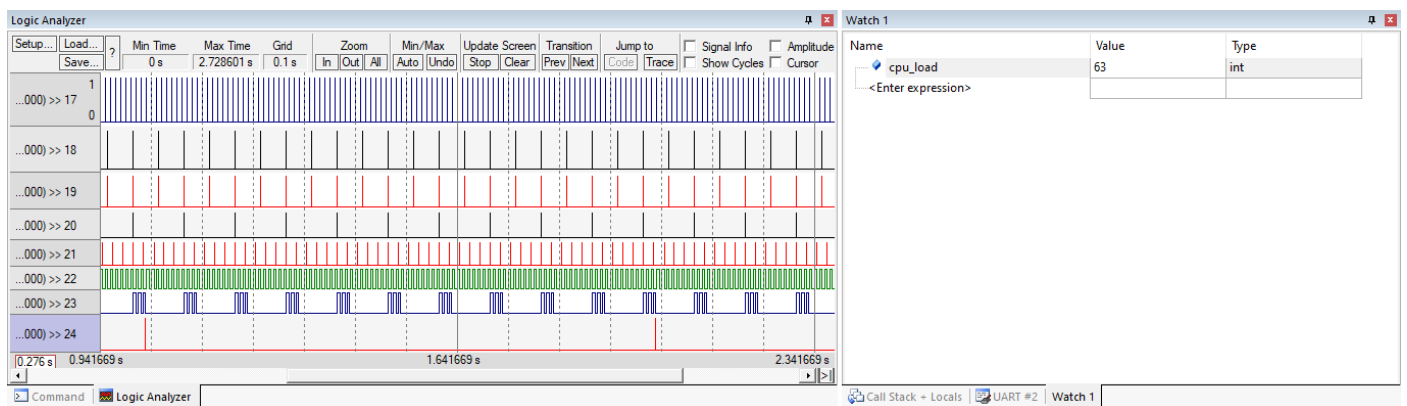 Logic Analyzer
Setup... Load... ? Min Time Max Time Grid Zoom Min/Max Update Screen Transition Jump to Signal Info Amplitude
Save... 0 s 2.728601 s 0.1 s In Out All Auto Undo Stop Clear Prev Next Code Trace Show Cycles Cursor
1
...000) >> 17
0
...000) >> 18
...000) >> 19
...000) >> 20
...000) >> 21
...000) >> 22
...000) >> 23
...000) >> 24
0.276 s 0.941669 s 1.641669 s 2.341669 s
Command Logic Analyzer
Watch 1
Name Value Type
cpu_load 63 int
<Enter expression>
Call Stack + Locals UART #2 Watch 1